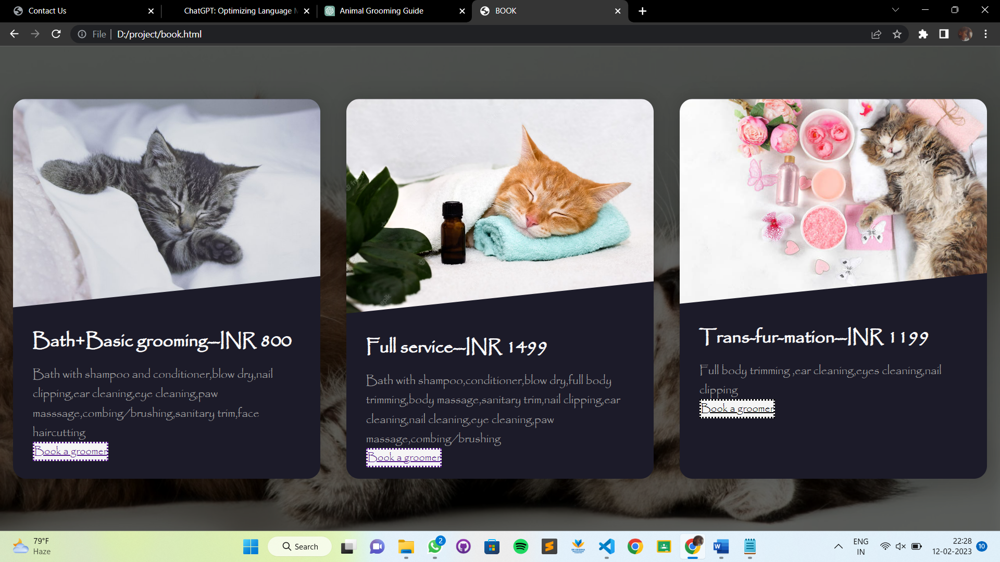 Contact Us
ChatGPT: Optimizing Language
Animal Grooming Guide
BOOK
File
D:/project/book.html
Bath+Basic grooming—INR 800
Bath with shampoo and conditioner,blow dry,nail
clipping,ear cleaning,eye cleaning,paw
masssage,combing/brushing,sanitary trim,face
haircutting
Book a groomer
Full service—INR 1499
Bath with shampoo,conditioner,blow dry,full body
trimming,body massage,sanitary trim,nail clipping,ear
cleaning,nail cleaning,eye cleaning,paw
massage,combing/brushing
Book a groomer
Trans-fur-mation—INR 1199
Full body trimming ,ear cleaning,eyes cleaning,nail
clipping
Book a groomer
79°F
Haze
Search
2
ENG
IN
22:28
12-02-2023
10